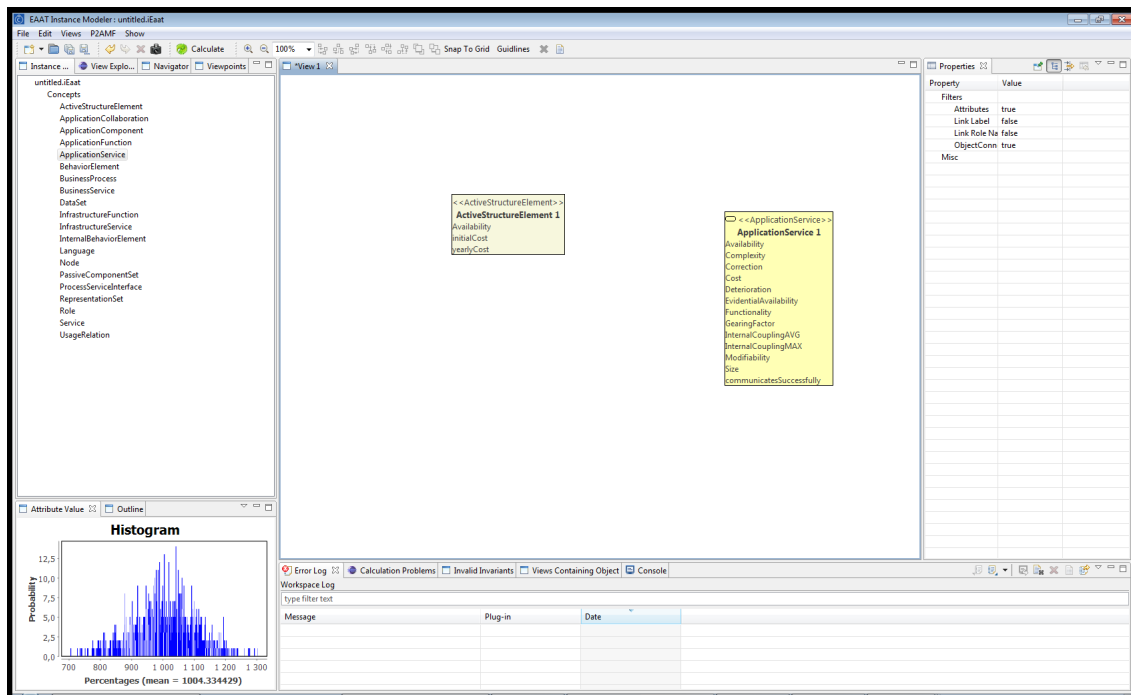 EAAT Instance Modeler : untitled.iEaat
File Edit Views P2AMF Show
Calculate 100% Snap To Grid Guidlines
Instance ... View Explo... Navigator Viewpoints
untitled.iEaat
Concepts
ActiveStructureElement
ApplicationCollaboration
ApplicationComponent
ApplicationFunction
ApplicationService
BehaviorElement
BusinessProcess
BusinessService
DataSet
InfrastructureFunction
InfrastructureService
InternalBehaviorElement
Language
Node
PassiveComponentSet
ProcessServiceInterface
RepresentationSet
Role
Service
UsageRelation
*View 1
<<ActiveStructureElement>>
ActiveStructureElement 1
Availability
initialCost
yearlyCost
<<ApplicationService>>
ApplicationService 1
Availability
Complexity
Correction
Cost
Deterioration
EvidentialAvailability
Functionality
GearingFactor
InternalCouplingAVG
InternalCouplingMAX
Modifiability
Size
communicatesSuccessfully
Properties
Property Value
Filters
Attributes true
Link Label false
Link Role Na false
ObjectConn true
Misc
Attribute Value Outline
Histogram
12,5
10,0
7,5
5,0
2,5
0,0
Probability
700 800 900 1 000 1 100 1 200 1 300
Percentages (mean = 1004.334429)
Error Log Calculation Problems Invalid Invariants Views Containing Object Console
Workspace Log
type filter text
Message Plug-in Date